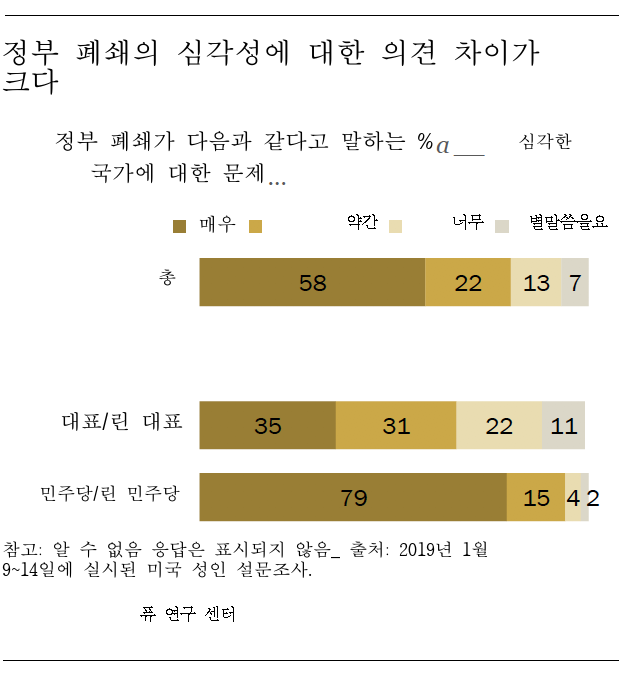 정부 폐쇄의 심각성에 대한 의견 차이가
크다
정부 폐쇄가 다음과 같다고 말하는 %a __ 심각한
국가에 대한 문제...
매우 약간 너무 별말씀을요
총 58 22 13 7
대표/린 대표 35 31 22 11
민주당/린 민주당 79 15 4 2
참고: 알 수 없음 응답은 표시되지 않음_ 출처: 2019년 1월
9~14일에 실시된 미국 성인 설문조사.
퓨 연구 센터